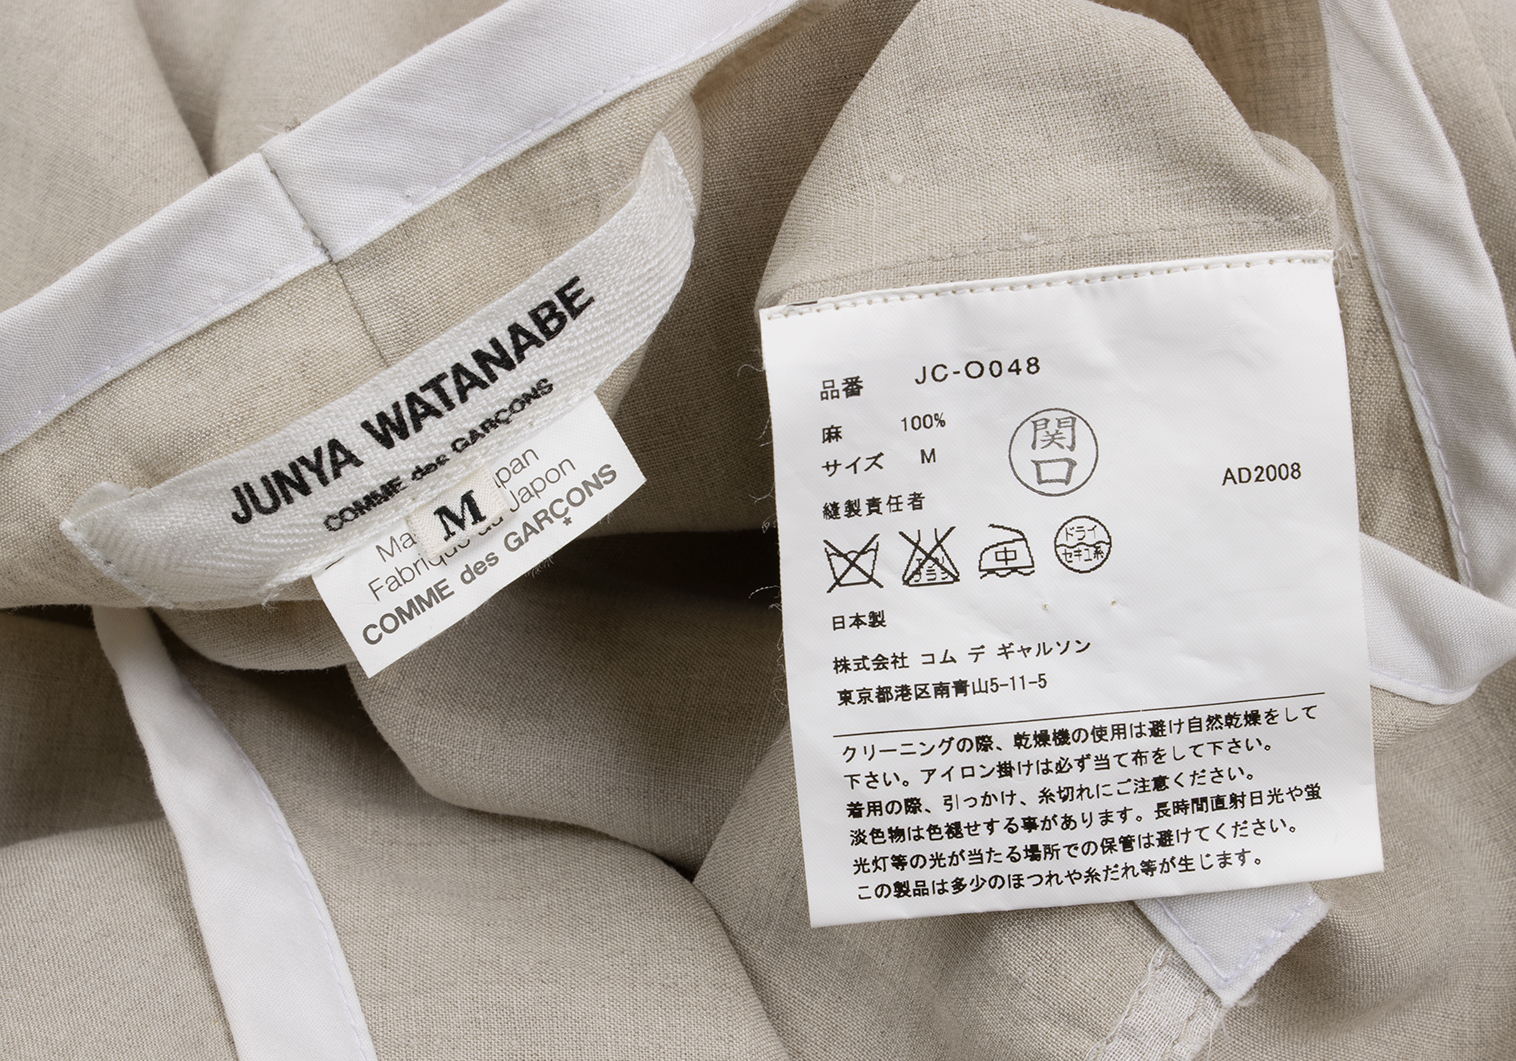 JUNYA WATANABE
COMME des GARÇONS
M
Fabrique au Japon
COMME des GARÇONS
*
品番 JC-O048
麻 100%
サイズ M
関口
AD2008
縫製責任者
中
ドライ
セキユ系
日本製
株式会社 コム デ ギャルソン
東京都港区南青山5-11-5
クリーニングの際、乾燥機の使用は避け自然乾燥をして
下さい。アイロン掛けは必ず当て布をして下さい。
着用の際、引っかけ、糸切れにご注意ください。
淡色物は色褪せする事があります。長時間直射日光や蛍
光灯等の光が当たる場所での保管は避けてください。
この製品は多少のほつれや糸だれ等が生じます。